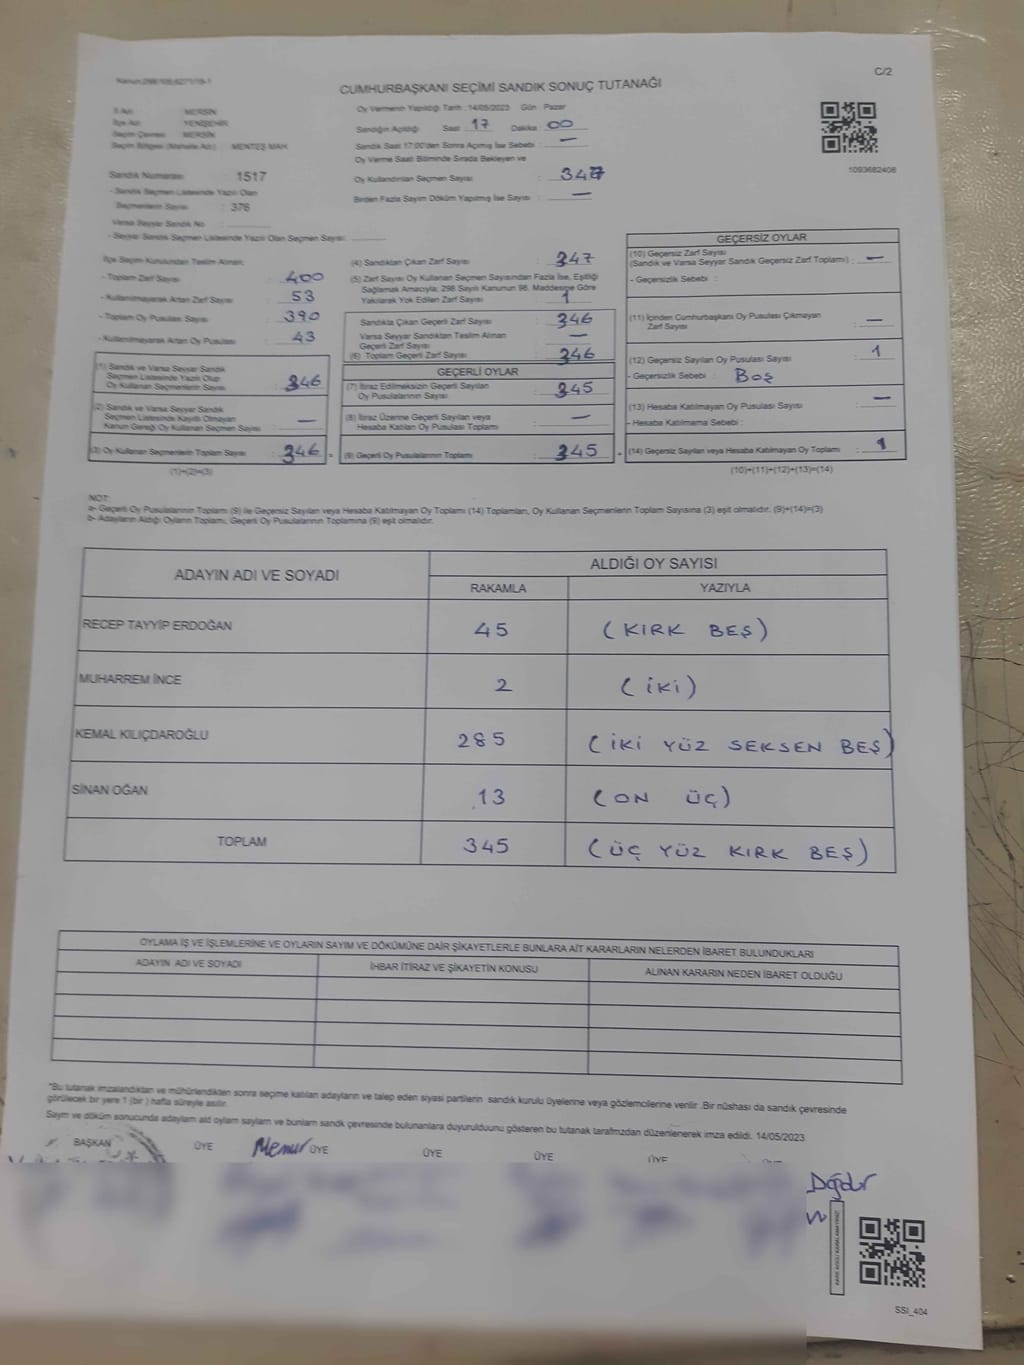 Kanun:298/105;6271/19-1
C/2
CUMHURBAŞKANI SEÇİMİ SANDIK SONUÇ TUTANAĞI
İl Adı : MERSİN
İlçe Adı : YENİŞEHİR
Seçim Çevresi : MERSİN
Seçim Bölgesi (Mahalle Adı) : MENTEŞ MAH.
Sandık Numarası : 1517
- Sandık Seçmen Listesinde Yazılı Olan
Seçmenlerin Sayısı : 376
Varsa Seyyar Sandık No :
- Seyyar Sandık Seçmen Listesinde Yazılı Olan Seçmen Sayısı:
Oy Vermenin Yapıldığı Tarih : 14/05/2023 Gün : Pazar
Sandığın Açıldığı Saat : 17 Dakika : 00
Sandık Saat 17:00'den Sonra Açılmış İse Sebebi : —
Oy Verme Saati Bitiminde Sırada Bekleyen ve
Oy Kullandırılan Seçmen Sayısı : 347
Birden Fazla Sayım Döküm Yapılmış İse Sayısı : —
1093682408
İlçe Seçim Kurulundan Teslim Alınan;
- Toplam Zarf Sayısı : 400
- Kullanılmayarak Artan Zarf Sayısı : 53
- Toplam Oy Pusulası Sayısı : 390
- Kullanılmayarak Artan Oy Pusulası : 43
(1) Sandık ve Varsa Seyyar Sandık
Seçmen Listesinde Yazılı Olup
Oy Kullanan Seçmenlerin Sayısı : 346
(2) Sandık ve Varsa Seyyar Sandık
Seçmen Listesinde Kayıtlı Olmayan
Kanun Gereği Oy Kullanan Seçmen Sayısı : —
(3) Oy Kullanan Seçmenlerin Toplam Sayısı : 346
(1)+(2)=(3)
(4) Sandıktan Çıkan Zarf Sayısı : 347
(5) Zarf Sayısı Oy Kullanan Seçmen Sayısından Fazla İse, Eşitliği
Sağlamak Amacıyla; 298 Sayılı Kanunun 98. Maddesine Göre
Yakılarak Yok Edilen Zarf Sayısı : 1
Sandıkta Çıkan Geçerli Zarf Sayısı : 346
Varsa Seyyar Sandıktan Teslim Alınan
Geçerli Zarf Sayısı : —
(6) Toplam Geçerli Zarf Sayısı : 346
GEÇERLİ OYLAR
(7) İtiraz Edilmeksizin Geçerli Sayılan
Oy Pusulalarının Sayısı : 345
(8) İtiraz Üzerine Geçerli Sayılan veya
Hesaba Katılan Oy Pusulası Toplamı : —
(9) Geçerli Oy Pusulalarının Toplamı : 345
GEÇERSİZ OYLAR
(10) Geçersiz Zarf Sayısı
(Sandık ve Varsa Seyyar Sandık Geçersiz Zarf Toplamı) : —
- Geçersizlik Sebebi :
(11) İçinden Cumhurbaşkanı Oy Pusulası Çıkmayan
Zarf Sayısı : —
(12) Geçersiz Sayılan Oy Pusulası Sayısı : 1
- Geçersizlik Sebebi : Boş
(13) Hesaba Katılmayan Oy Pusulası Sayısı : —
- Hesaba Katılmama Sebebi :
(14) Geçersiz Sayılan veya Hesaba Katılmayan Oy Toplamı : 1
(10)+(11)+(12)+(13)=(14)
NOT:
a- Geçerli Oy Pusulalarının Toplamı (9) ile Geçersiz Sayılan veya Hesaba Katılmayan Oy Toplamı (14) Toplamları, Oy Kullanan Seçmenlerin Toplam Sayısına (3) eşit olmalıdır. (9)+(14)=(3)
b- Adayların Aldığı Oyların Toplamı, Geçerli Oy Pusulalarının Toplamına (9) eşit olmalıdır.
ADAYIN ADI VE SOYADI ALDIĞI OY SAYISI
RAKAMLA YAZIYLA
RECEP TAYYİP ERDOĞAN 45 (KIRK BEŞ)
MUHARREM İNCE 2 (İKİ)
KEMAL KILIÇDAROĞLU 285 (İKİ YÜZ SEKSEN BEŞ)
SİNAN OĞAN 13 (ON ÜÇ)
TOPLAM 345 (ÜÇ YÜZ KIRK BEŞ)
OYLAMA İŞ VE İŞLEMLERİNE VE OYLARIN SAYIM VE DÖKÜMÜNE DAİR ŞİKAYETLERLE BUNLARA AİT KARARLARIN NELERDEN İBARET BULUNDUKLARI
ADAYIN ADI VE SOYADI İHBAR İTİRAZ VE ŞİKAYETİN KONUSU ALINAN KARARIN NEDEN İBARET OLDUĞU
*Bu tutanak imzalandıktan ve mühürlendikten sonra seçime katılan adayların ve talep eden siyasi partilerin sandık kurulu üyelerine veya gözlemcilerine verilir .Bir nüshası da sandık çevresinde
görülecek bir yere 1 (bir ) hafta süreyle asılır.
Sayım ve döküm sonucunda adayların ald oyların sayların ve bunların sandk çevresinde bulunanlara duyurulduunu gösteren bu tutanak tarafmzdan düzenlenerek imza edildi. 14/05/2023
BAŞKAN ÜYE Memur ÜYE ÜYE ÜYE ÜYE
SSI_404